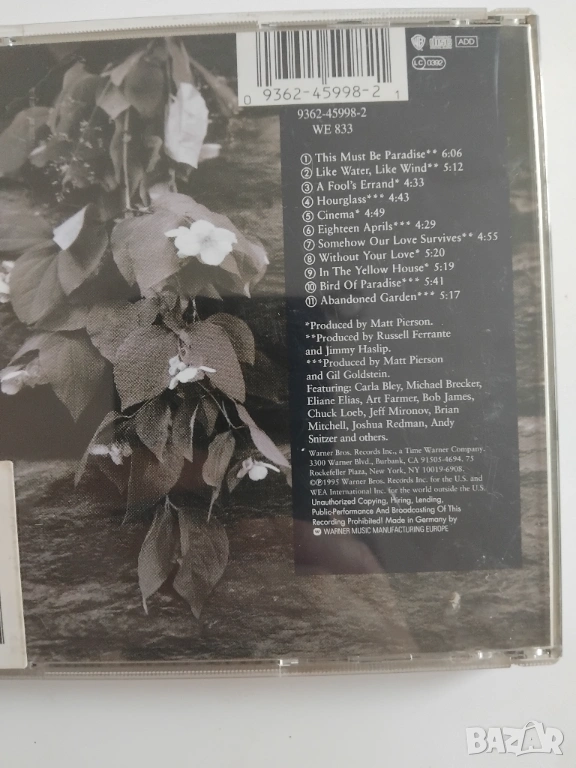 ADD
LC 0392
0 9362-45998-2 1
9362-45998-2
WE 833
① This Must Be Paradise** 6:06
② Like Water, Like Wind** 5:12
③ A Fool's Errand* 4:33
④ Hourglass*** 4:43
⑤ Cinema* 4:49
⑥ Eighteen Aprils*** 4:29
⑦ Somehow Our Love Survives** 4:55
⑧ Without Your Love* 5:20
⑨ In The Yellow House* 5:19
⑩ Bird Of Paradise*** 5:41
⑪ Abandoned Garden*** 5:17
*Produced by Matt Pierson.
**Produced by Russell Ferrante
and Jimmy Haslip.
***Produced by Matt Pierson
and Gil Goldstein.
Featuring: Carla Bley, Michael Brecker,
Eliane Elias, Art Farmer, Bob James,
Chuck Loeb, Jeff Mironov, Brian
Mitchell, Joshua Redman, Andy
Snitzer and others.
Warner Bros. Records Inc., a Time Warner Company.
3300 Warner Blvd., Burbank, CA 91505-4694. 75
Rockefeller Plaza, New York, NY 10019-6908.
©℗1995 Warner Bros. Records Inc. for the U.S. and
WEA International Inc. for the world outside the U.S.
Unauthorized Copying, Hiring, Lending,
Public-Performance And Broadcasting Of This
Recording Prohibited! Made in Germany by
WARNER MUSIC MANUFACTURING EUROPE
BAZAR